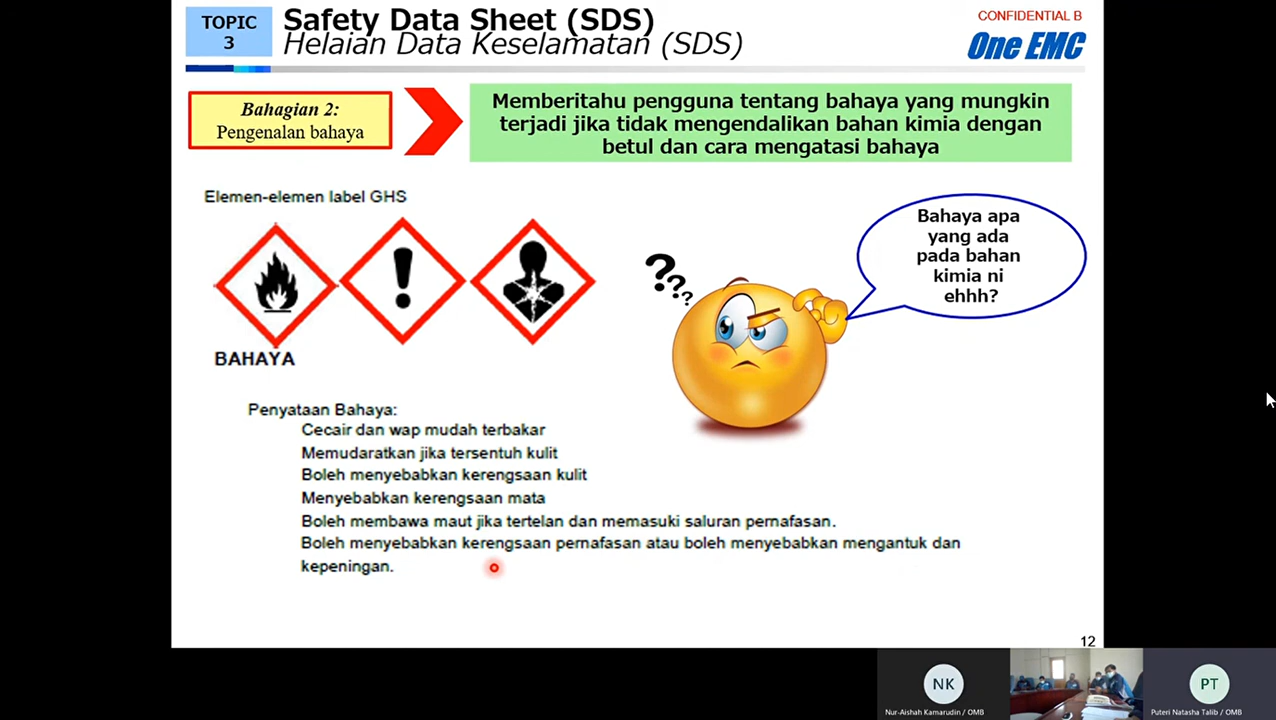 TOPIC
3
Safety Data Sheet (SDS)
Helaian Data Keselamatan (SDS)
CONFIDENTIAL B
One EMC
Bahagian 2:
Pengenalan bahaya
Memberitahu pengguna tentang bahaya yang mungkin
terjadi jika tidak mengendalikan bahan kimia dengan
betul dan cara mengatasi bahaya
Elemen-elemen label GHS
BAHAYA
???
Bahaya apa
yang ada
pada bahan
kimia ni
ehhh?
Penyataan Bahaya:
Cecair dan wap mudah terbakar
Memudaratkan jika tersentuh kulit
Boleh menyebabkan kerengsaan kulit
Menyebabkan kerengsaan mata
Boleh membawa maut jika tertelan dan memasuki saluran pernafasan.
Boleh menyebabkan kerengsaan pernafasan atau boleh menyebabkan mengantuk dan
kepeningan.
12
NK
Nur-Aishah Kamarudin / OMB
PT
Puteri Natasha Talib / OMB